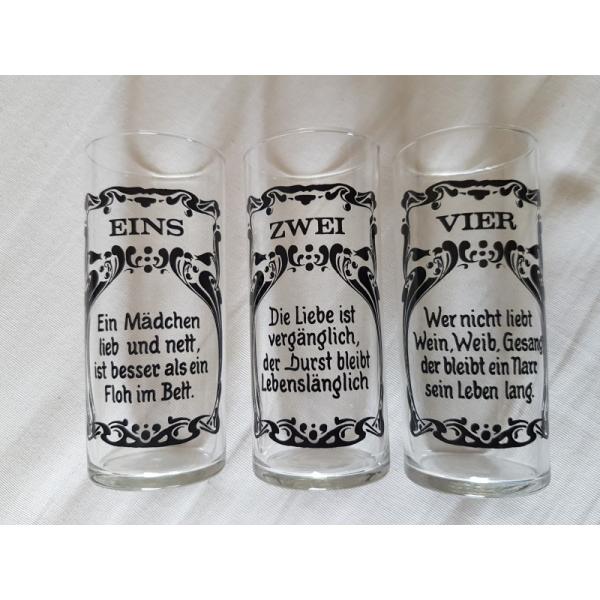 EINS
Ein Mädchen
lieb und nett,
ist besser als ein
Floh im Bett.
ZWEI
Die Liebe ist
vergänglich,
der Durst bleibt
Lebenslänglich
VIER
Wer nicht liebt
Wein, Weib, Gesang
der bleibt ein Narr
sein Leben lang.